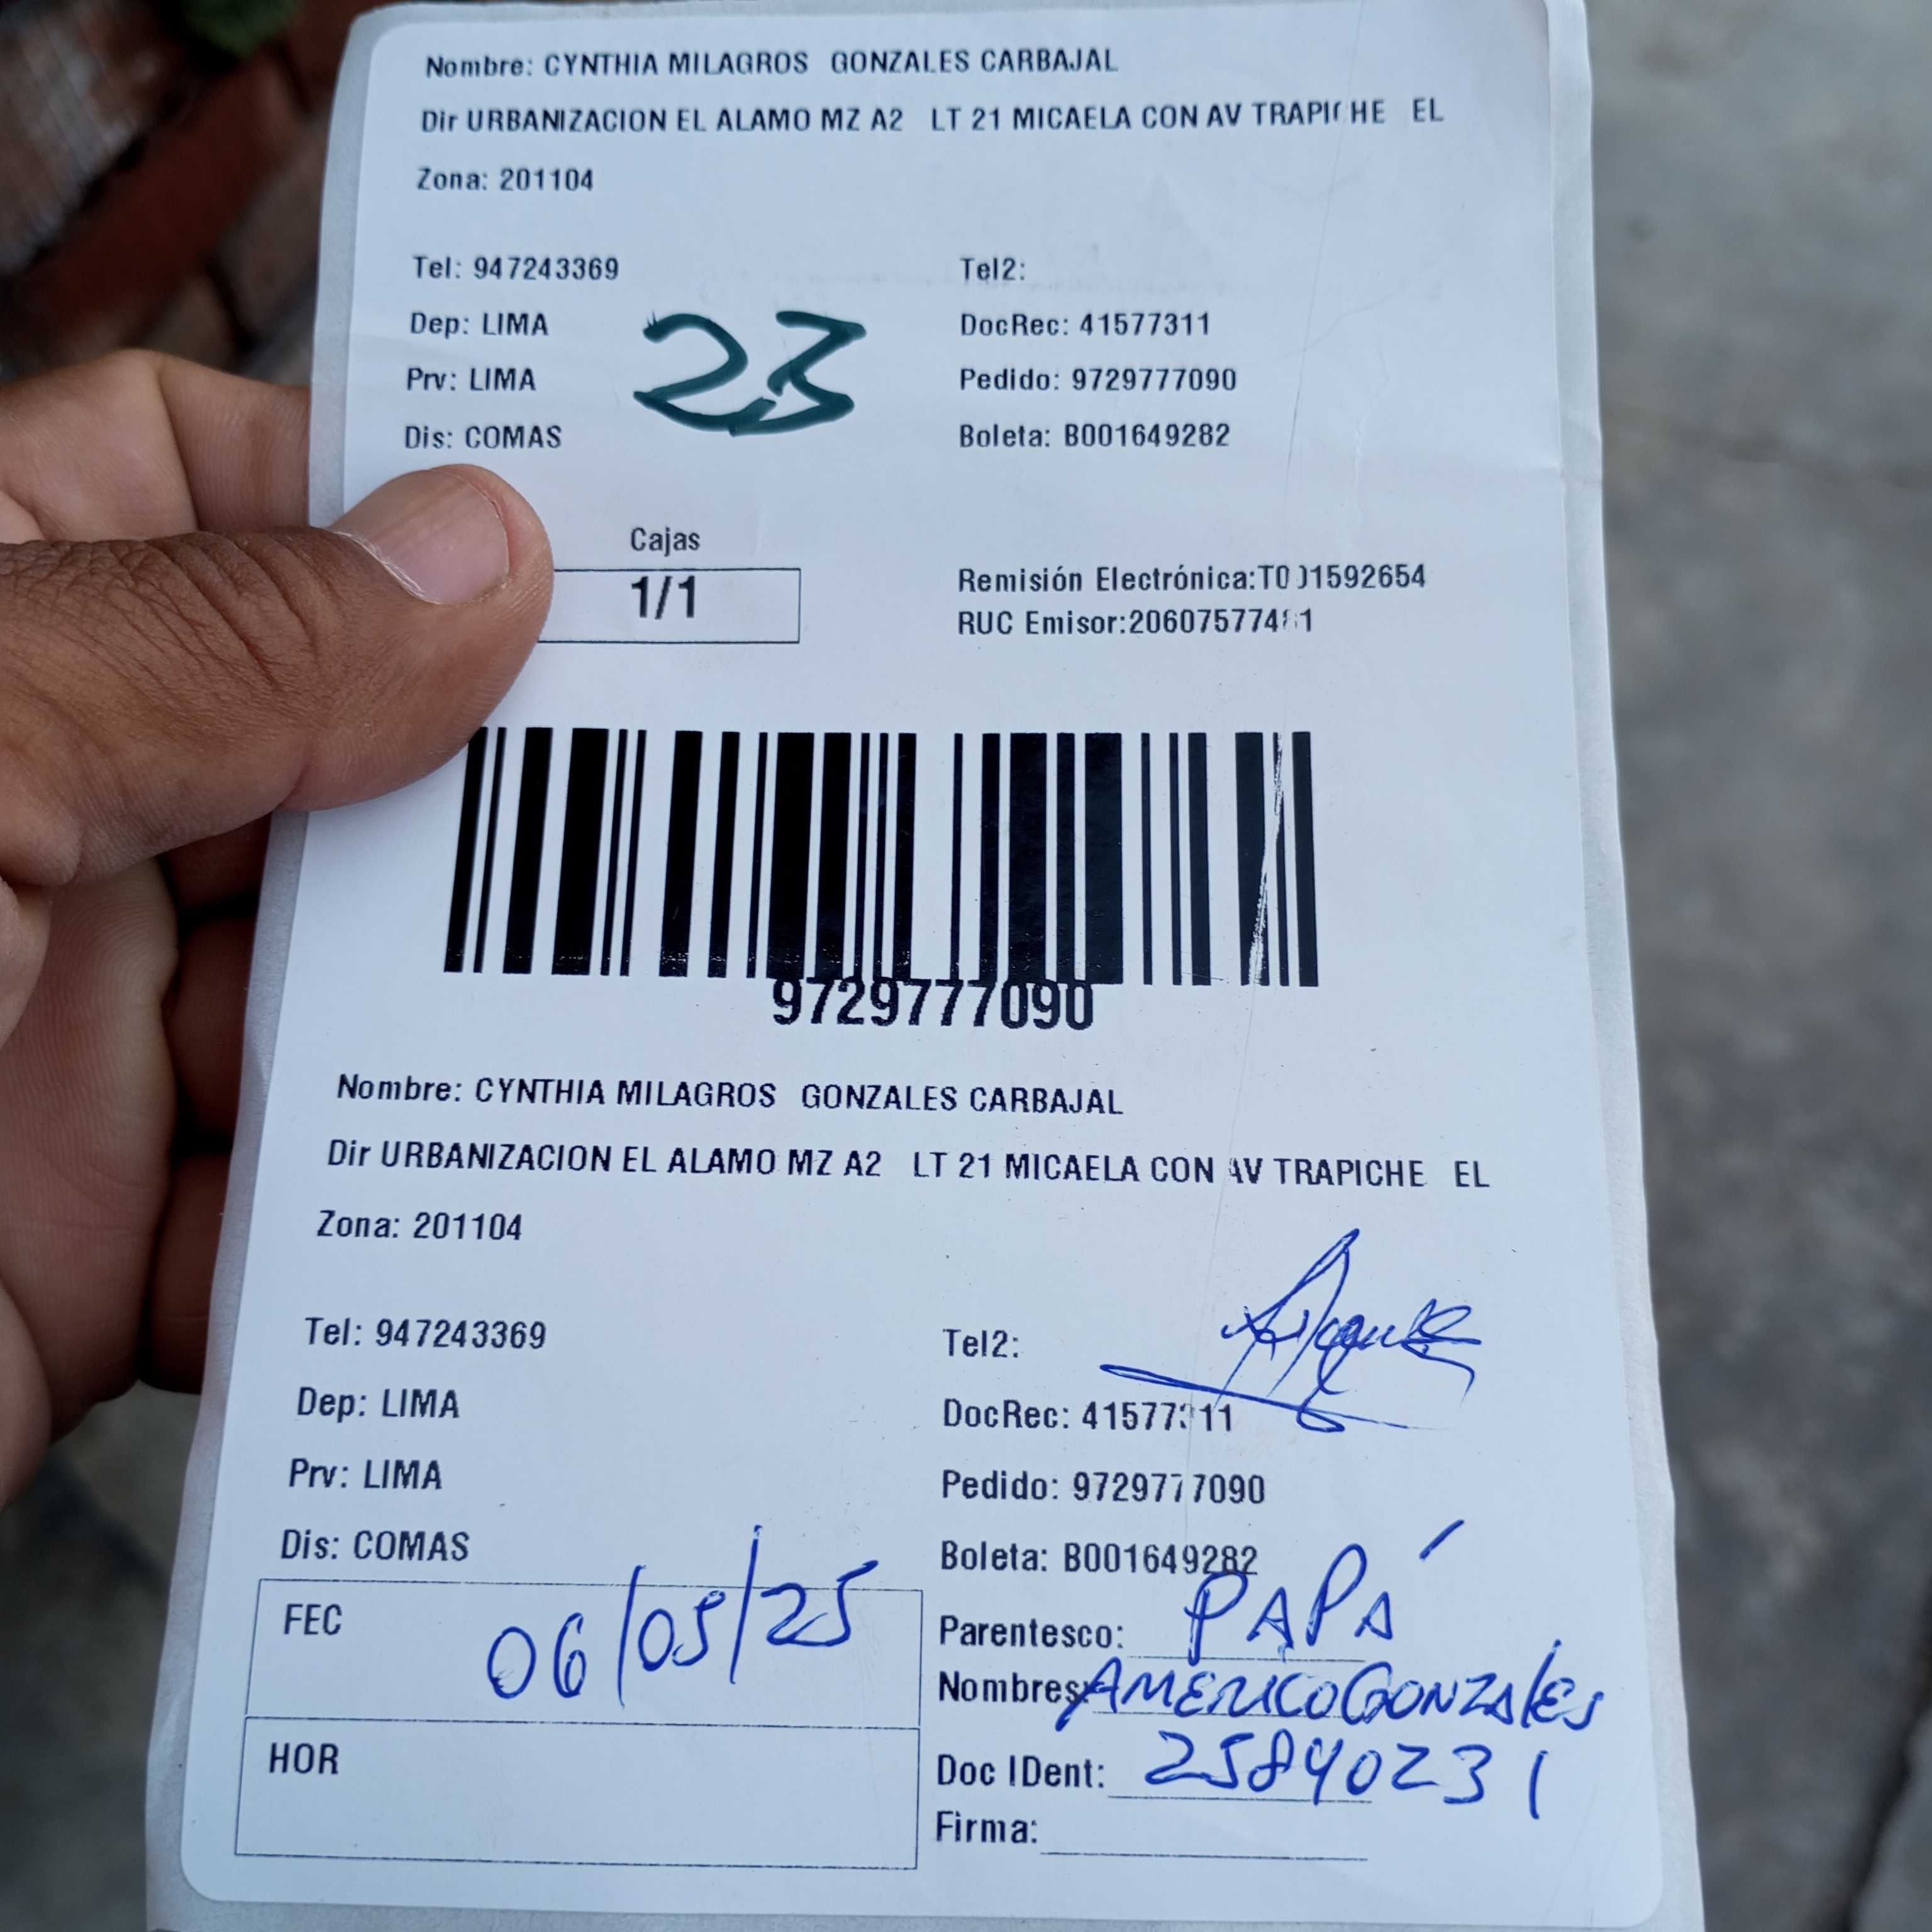 Nombre: CYNTHIA MILAGROS GONZALES CARBAJAL
Dir URBANIZACION EL ALAMO MZ A2 LT 21 MICAELA CON AV TRAPICHE EL
Zona: 201104
Tel: 947243369 Tel2:
Dep: LIMA DocRec: 41577311
23
Prv: LIMA Pedido: 9729777090
Dis: COMAS Boleta: B001649282
Cajas
1/1
Remisión Electrónica:T001592654
RUC Emisor:20607577481
9729777090
Nombre: CYNTHIA MILAGROS GONZALES CARBAJAL
Dir URBANIZACION EL ALAMO MZ A2 LT 21 MICAELA CON AV TRAPICHE EL
Zona: 201104
Tel: 947243369 Tel2:
Dep: LIMA DocRec: 41577311
Prv: LIMA Pedido: 9729777090
Dis: COMAS Boleta: B001649282
FEC 06/05/25
Parentesco: PAPÁ
Nombres: AMERICO GONZALES
HOR
Doc IDent: 25840231
Firma: